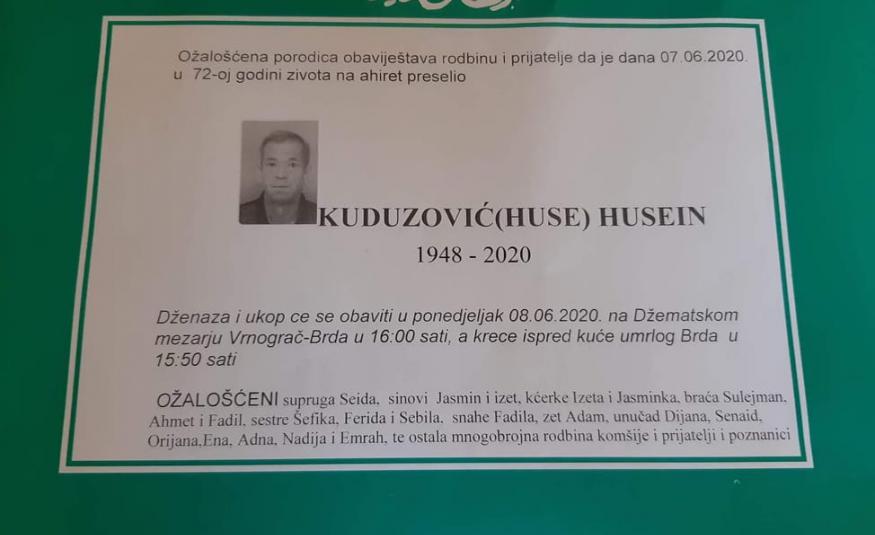 Ožalošćena porodica obaviještava rodbinu i prijatelje da je dana 07.06.2020.
u 72-oj godini zivota na ahiret preselio
KUDUZOVIĆ(HUSE) HUSEIN
1948 - 2020
Dženaza i ukop ce se obaviti u ponedjeljak 08.06.2020. na Džematskom
mezarju Vrnograč-Brda u 16:00 sati, a krece ispred kuće umrlog Brda u
15:50 sati
OŽALOŠĆENI supruga Seida, sinovi Jasmin i izet, kćerke Izeta i Jasminka, braća Sulejman,
Ahmet i Fadil, sestre Šefika, Ferida i Sebila, snahe Fadila, zet Adam, unučad Dijana, Senaid,
Orijana,Ena, Adna, Nadija i Emrah, te ostala mnogobrojna rodbina komšije i prijatelji i poznanici